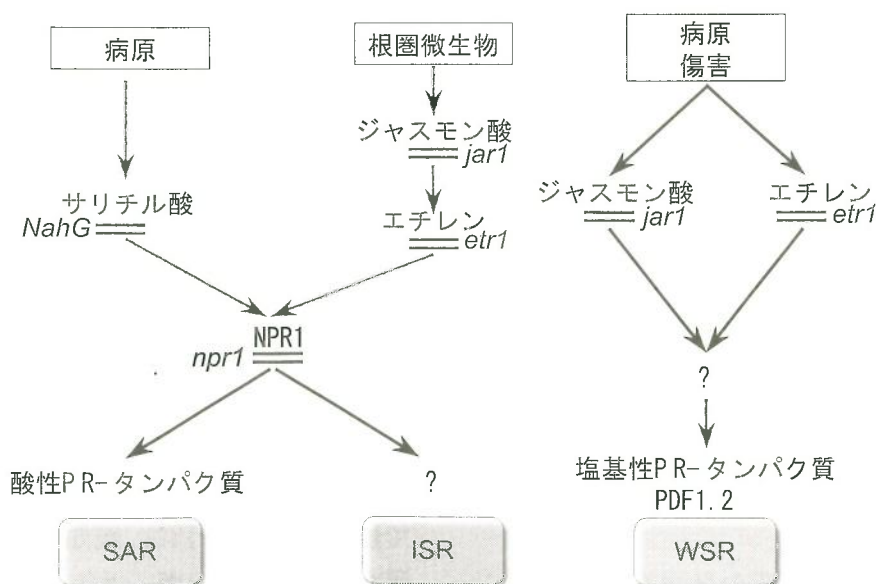 病原
根圏微生物
病原
傷害
ジャスモン酸
jar1
サリチル酸
NahG
エチレン
etr1
ジャスモン酸
jar1
エチレン
etr1
NPR1
npr1
?
酸性PR-タンパク質
?
塩基性PR-タンパク質
PDF1.2
SAR
ISR
WSR